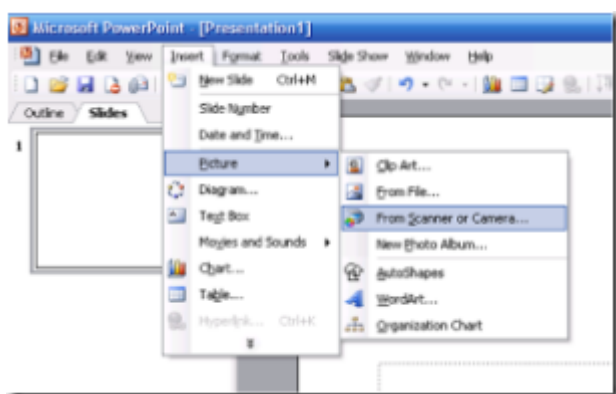 Microsoft PowerPoint - [Presentation1]
File Edit View Insert Format Tools Slide Show Window Help
Outline Slides
1
New Slide Ctrl+M
Slide Number
Date and Time...
Picture
Diagram...
Text Box
Movies and Sounds
Chart...
Table...
Hyperlink... Ctrl+K
Clip Art...
From File...
From Scanner or Camera...
New Photo Album...
AutoShapes
WordArt...
Organization Chart